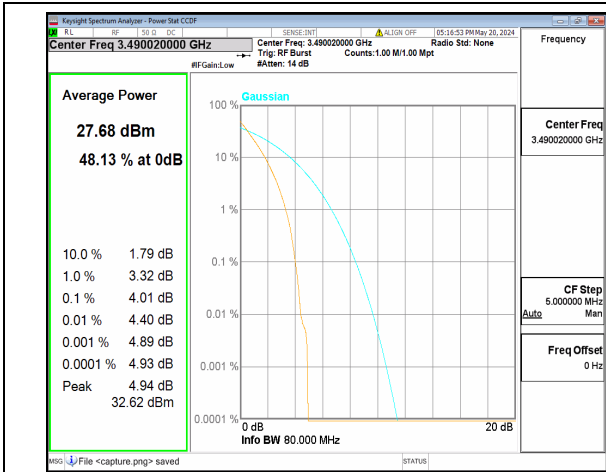 Keysight Spectrum Analyzer - Power Stat CCDF
RL RF 50 Ω DC SENSE:INT ALIGN OFF 05:16:53 PM May 20, 2024
Center Freq 3.490020000 GHz
Center Freq: 3.490020000 GHz Radio Std: None
Trig: RF Burst Counts:1.00 M/1.00 Mpt
#IFGain:Low #Atten: 14 dB
Frequency
Average Power
27.68 dBm
48.13 % at 0dB
10.0 % 1.79 dB
1.0 % 3.32 dB
0.1 % 4.01 dB
0.01 % 4.40 dB
0.001 % 4.89 dB
0.0001 % 4.93 dB
Peak 4.94 dB
32.62 dBm
Gaussian
100 %
10 %
1 %
0.1 %
0.01 %
0.001 %
0.0001 %
0 dB 20 dB
Info BW 80.000 MHz
Center Freq
3.490020000 GHz
CF Step
5.000000 MHz
Auto Man
Freq Offset
0 Hz
MSG File <capture.png> saved STATUS